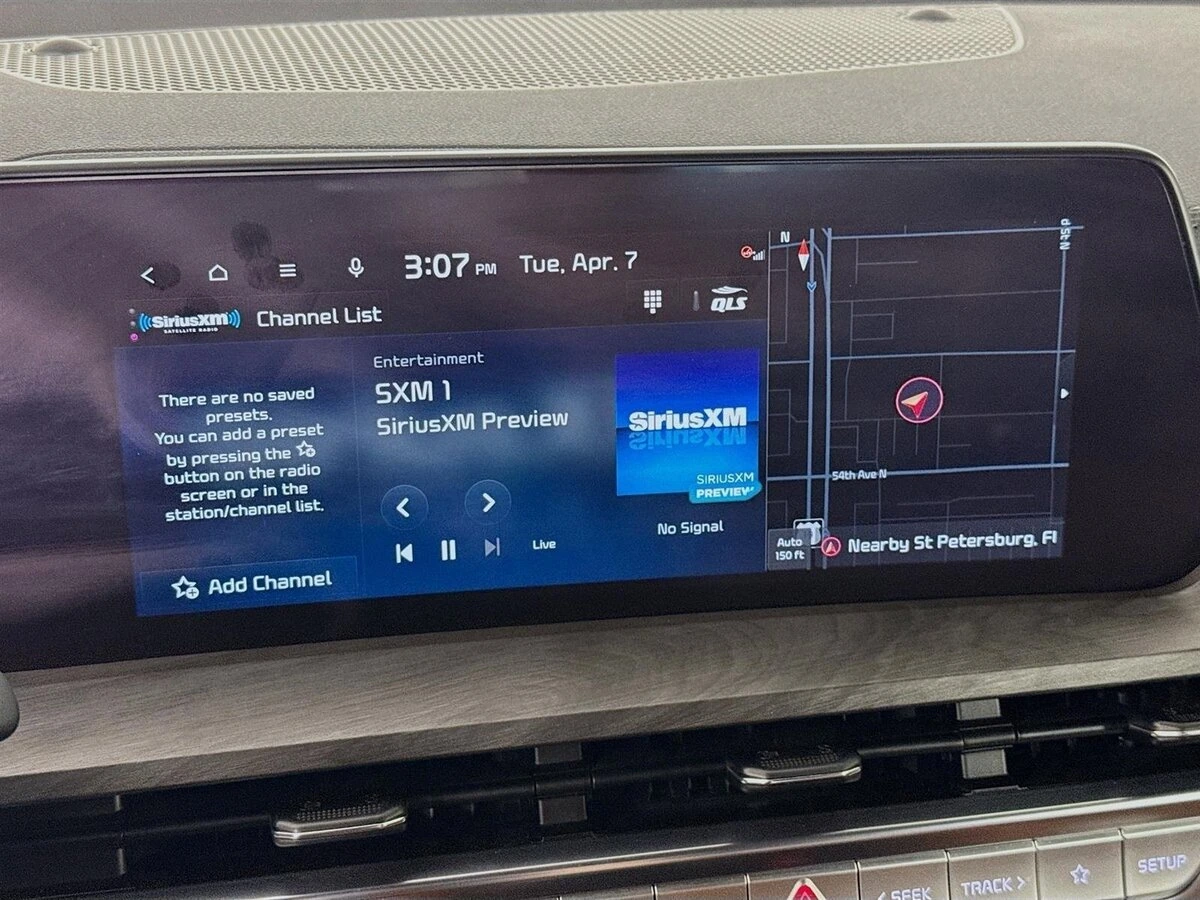 3:07 PM Tue, Apr. 7
SiriusXM
SATELLITE RADIO
Channel List
QLS
There are no saved
presets.
You can add a preset
by pressing the
button on the radio
screen or in the
station/channel list.
Add Channel
Entertainment
SXM 1
SiriusXM Preview
Live
SiriusXM
SIRIUSXM
PREVIEW
No Signal
N
d St N
54th Ave N
Auto
150 ft
Nearby St Petersburg, Fl
< SEEK
TRACK >
SETUP